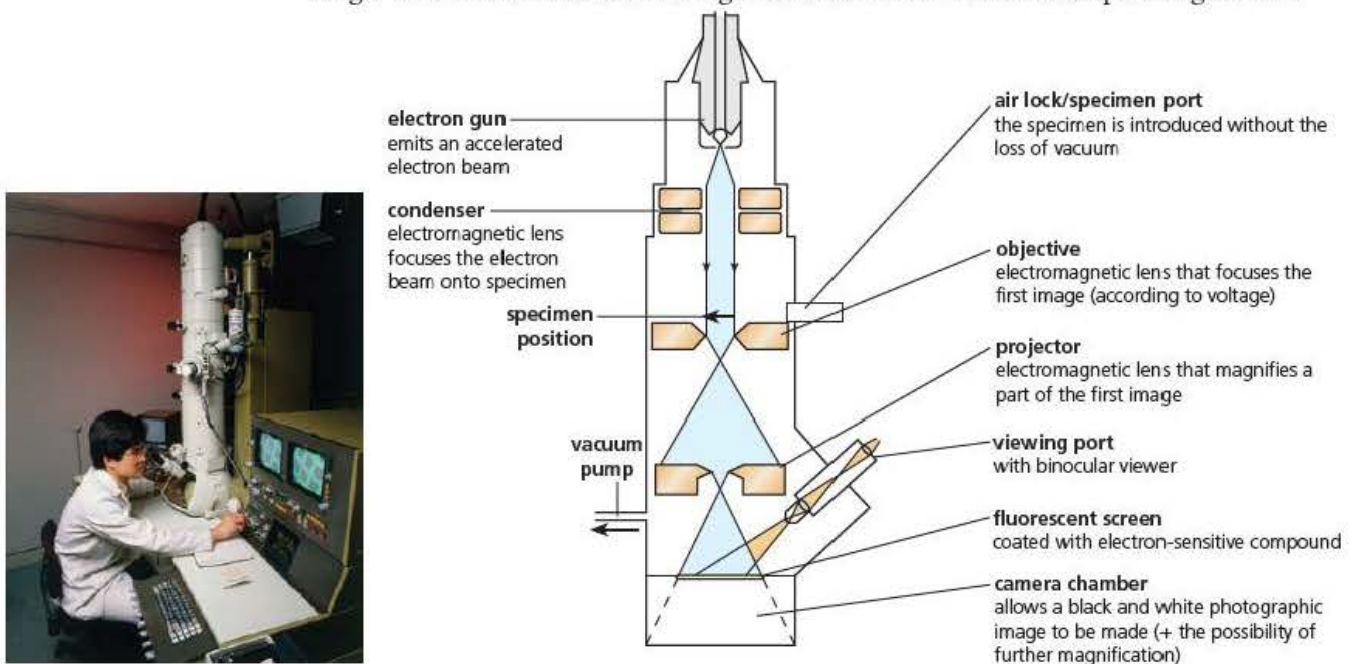 electron gun
emits an accelerated
electron beam
condenser
electromagnetic lens
focuses the electron
beam onto specimen
specimen
position
vacuum
pump
air lock/specimen port
the specimen is introduced without the
loss of vacuum
objective
electromagnetic lens that focuses the
first image (according to voltage)
projector
electromagnetic lens that magnifies a
part of the first image
viewing port
with binocular viewer
fluorescent screen
coated with electron-sensitive compound
camera chamber
allows a black and white photographic
image to be made (+ the possibility of
further magnification)